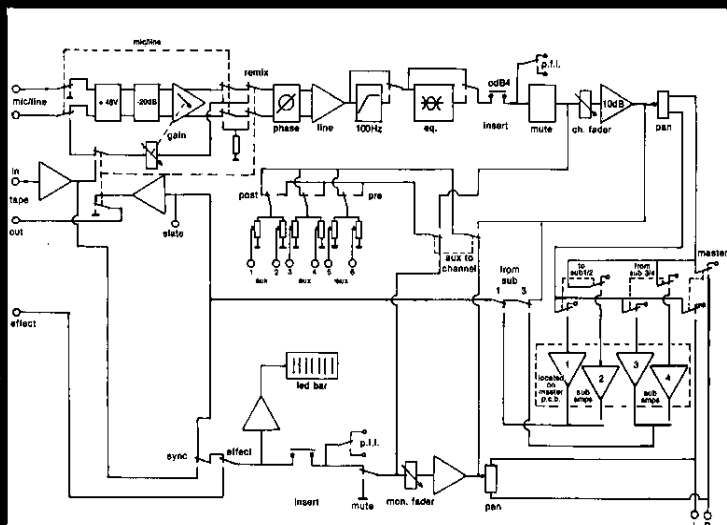 mic/line
remix
odB4
p.f.l.
mic/line
+ 48V
-20dB
phase
line
100Hz
eq.
insert
mute
ch. fader
10dB
pan
gain
in
tape
out
slate
post
pre
1 2 3 4 5 6
aux aux aux
aux to
channel
from
sub
1 3
to
sub1/2
from
sub 3/4
master
effect
led bar
1 2 3 4
located
on
master
p.c.b.
sub
amps
sub
amps
sync
effect
p.f.l.
insert
mute
mon. fader
pan